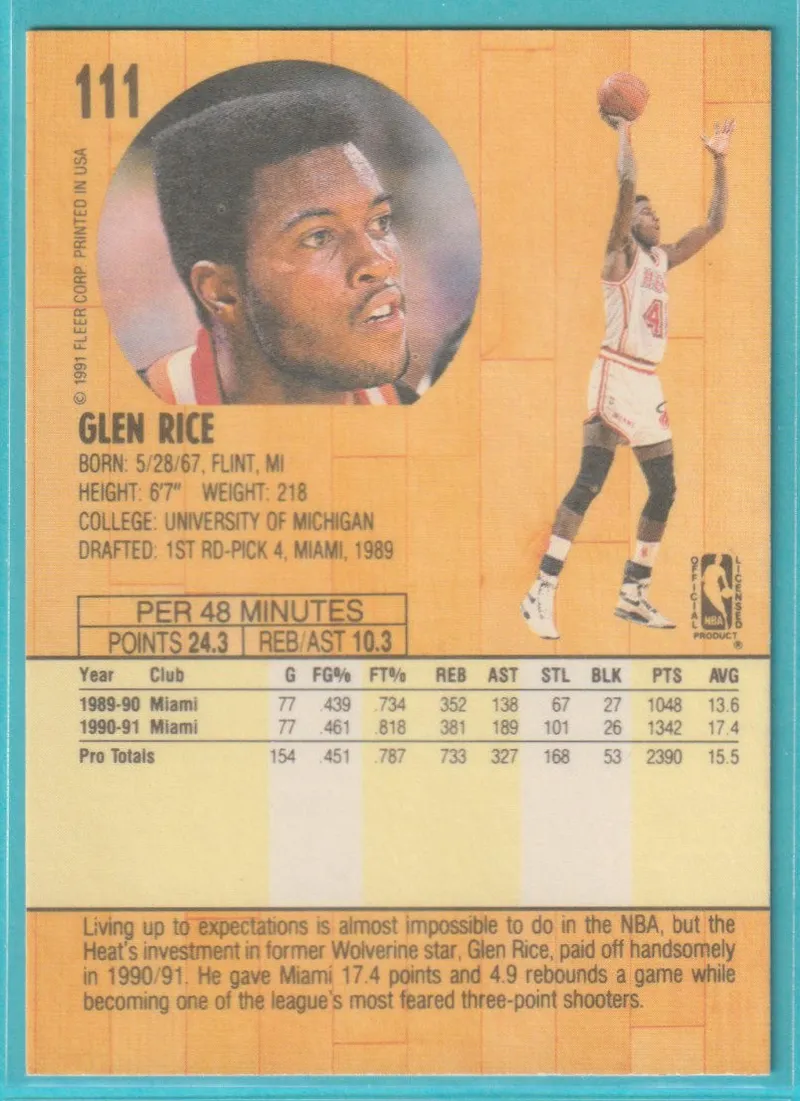 111
© 1991 FLEER CORP PRINTED IN USA
GLEN RICE
BORN: 5/28/67, FLINT, MI
HEIGHT: 6'7" WEIGHT: 218
COLLEGE: UNIVERSITY OF MICHIGAN
DRAFTED: 1ST RD-PICK 4, MIAMI, 1989
OFFICIAL LICENSED
NBA
PRODUCT ®
PER 48 MINUTES
POINTS 24.3 REB/AST 10.3
Year Club G FG% FT% REB AST STL BLK PTS AVG
1989-90 Miami 77 .439 .734 352 138 67 27 1048 13.6
1990-91 Miami 77 .461 .818 381 189 101 26 1342 17.4
Pro Totals 154 .451 .787 733 327 168 53 2390 15.5
Living up to expectations is almost impossible to do in the NBA, but the
Heat's investment in former Wolverine star, Glen Rice, paid off handsomely
in 1990/91. He gave Miami 17.4 points and 4.9 rebounds a game while
becoming one of the league's most feared three-point shooters.